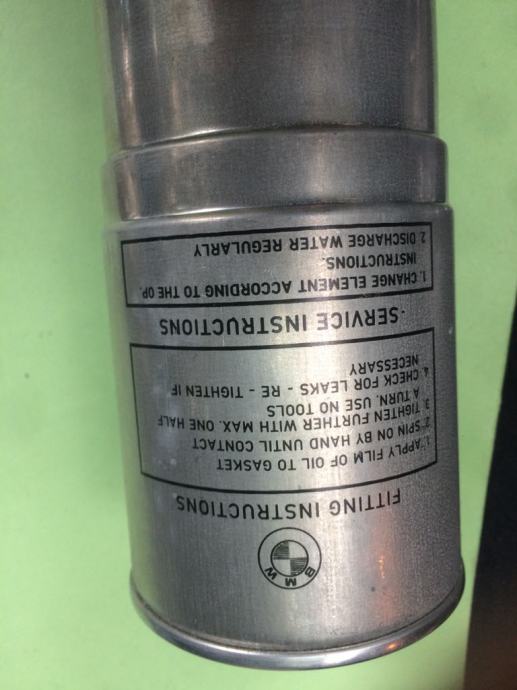 BMW
FITTING INSTRUCTIONS
1. APPLY FILM OF OIL TO GASKET
2. SPIN ON BY HAND UNTIL CONTACT
3. TIGHTEN FURTHER WITH MAX. ONE HALF
A TURN. USE NO TOOLS
4. CHECK FOR LEAKS - RE - TIGHTEN IF
NECESSARY
·SERVICE INSTRUCTIONS
1. CHANGE ELEMENT ACCORDING TO THE OP.
INSTRUCTIONS.
2. DISCHARGE WATER REGULARLY